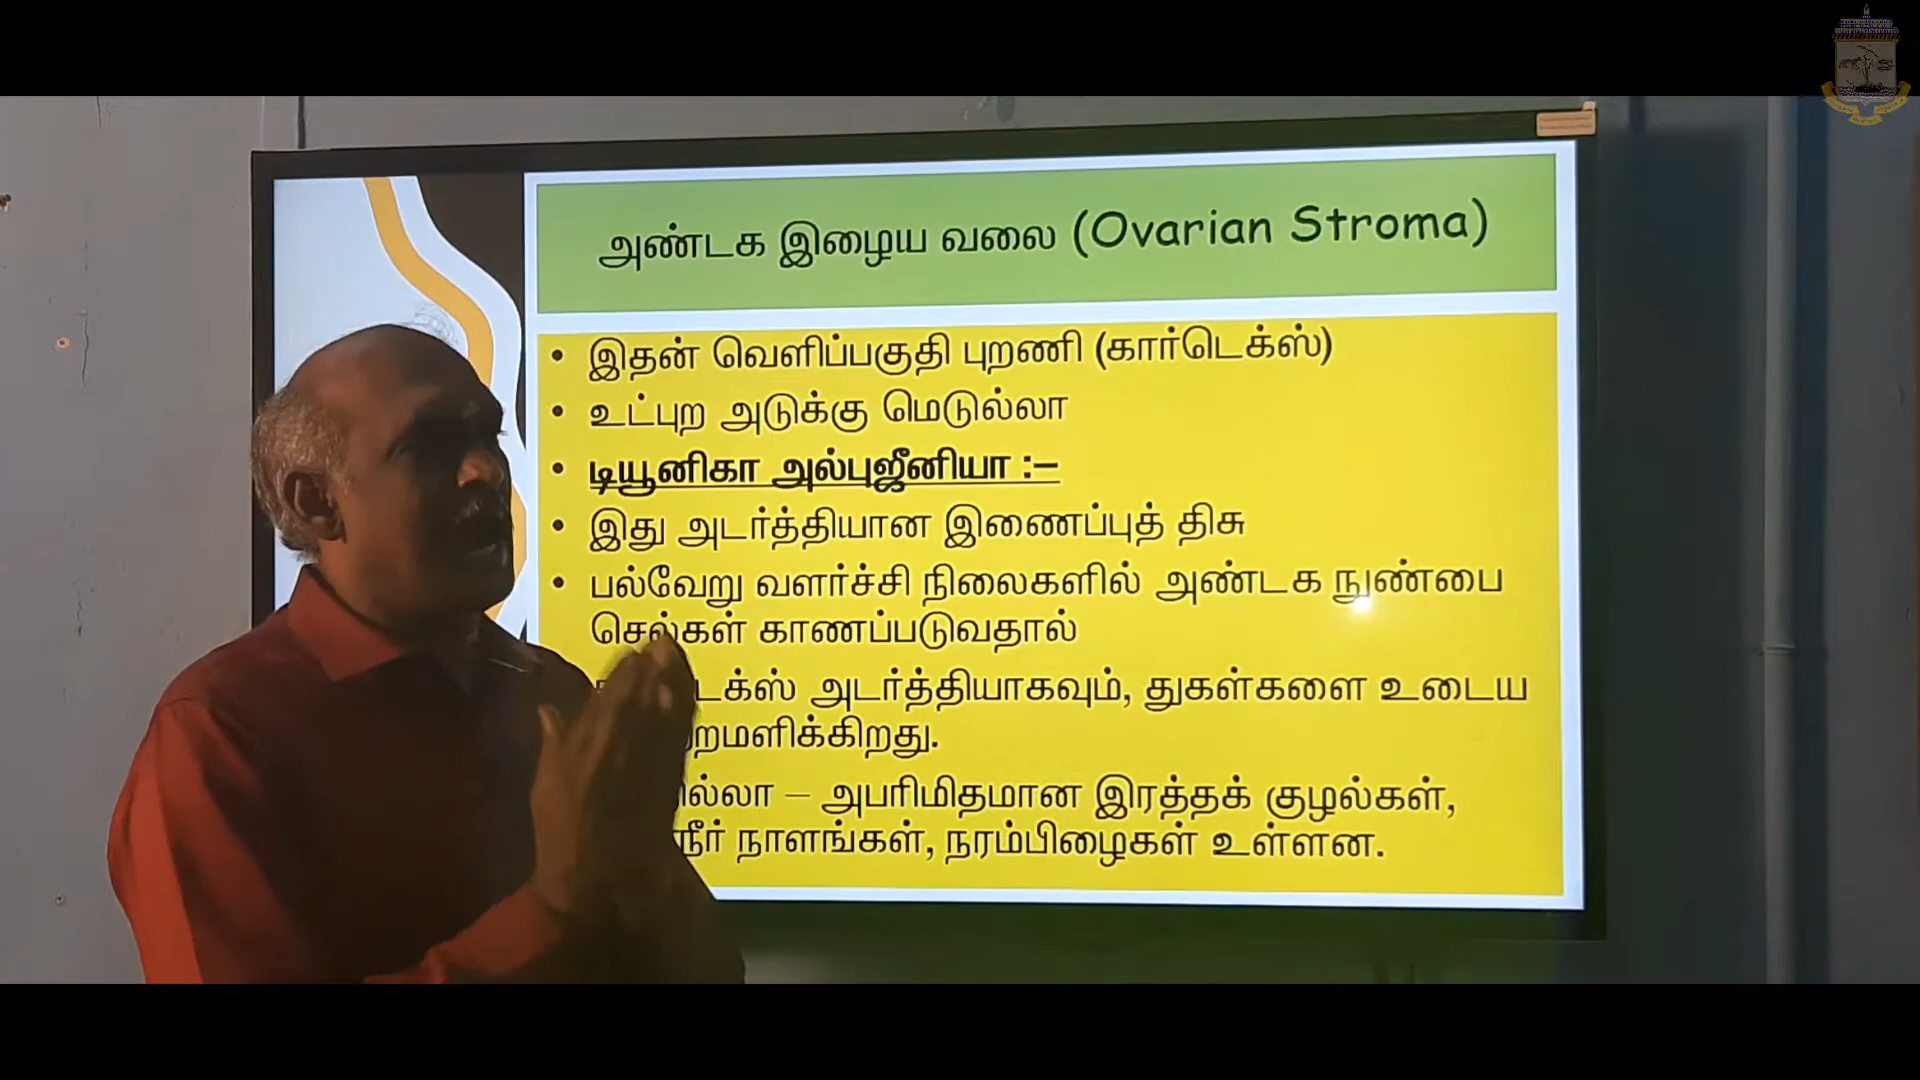 அண்டக இழைய வலை (Ovarian Stroma)
• இதன் வெளிப்பகுதி புறணி (கார்டெக்ஸ்)
• உட்புற அடுக்கு மெடுல்லா
• டியூனிகா அல்புஜீனியா :–
• இது அடர்த்தியான இணைப்புத் திசு
• பல்வேறு வளர்ச்சி நிலைகளில் அண்டக நுண்பை
செல்கள் காணப்படுவதால்
அடர்த்தியாகவும், துகள்களை உடைய
– அபரிமிதமான இரத்தக் குழல்கள்,
நாளங்கள், நரம்பிழைகள் உள்ளன.